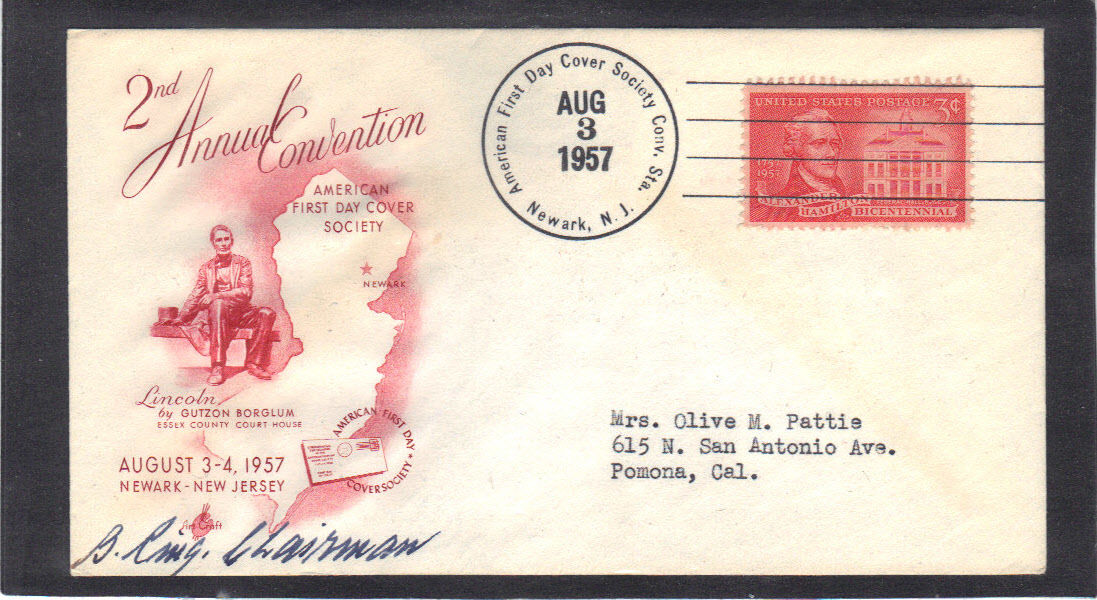 2nd
Annual Convention
AMERICAN
FIRST DAY COVER
SOCIETY
NEWARK
Lincoln
by GUTZON BORGLUM
ESSEX COUNTY COURT HOUSE
AMERICAN FIRST DAY
COVER SOCIETY
AUGUST 3-4, 1957
NEWARK - NEW JERSEY
Art Craft
B. King. Chairman
American First Day Cover Society Conv. Sta.
AUG
3
1957
Newark, N. J.
UNITED STATES POSTAGE 3¢
1757
1957
ALEXANDER
HAMILTON
BICENTENNIAL
Mrs. Olive M. Pattie
615 N. San Antonio Ave.
Pomona, Cal.